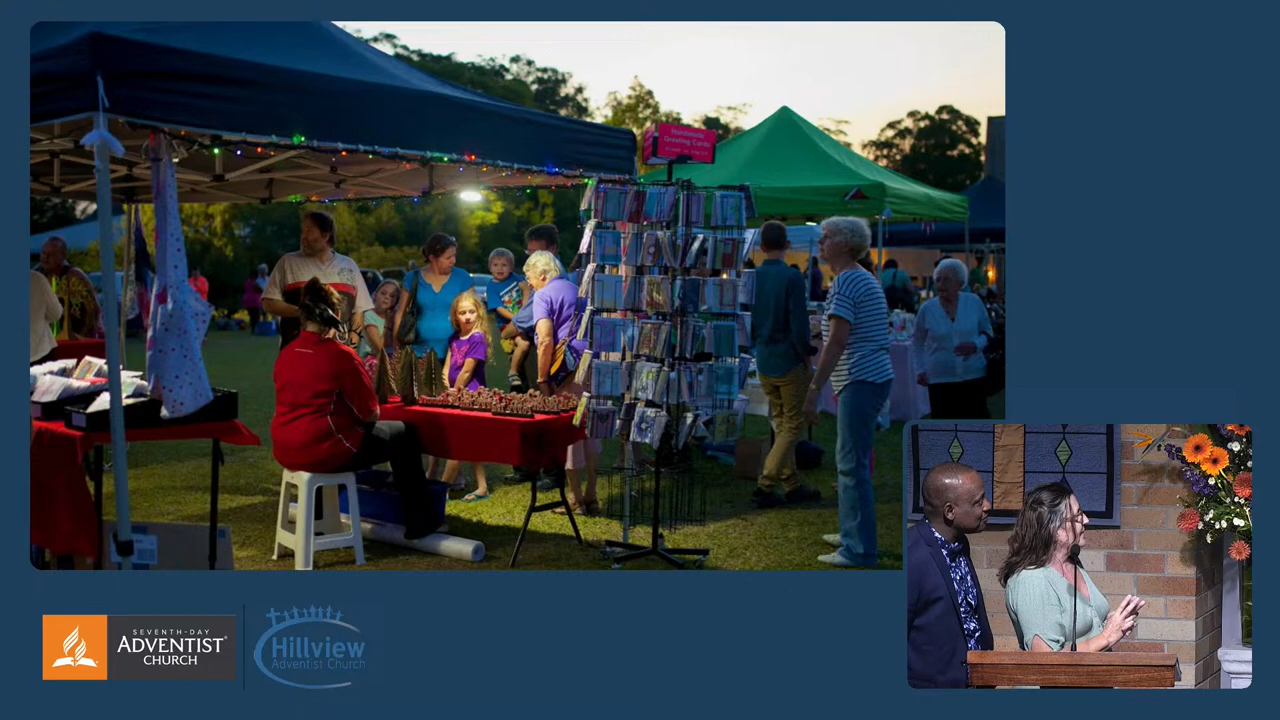 Handmade
Greeting Cards
SEVENTH-DAY
ADVENTIST®
CHURCH
Hillview
Adventist Church